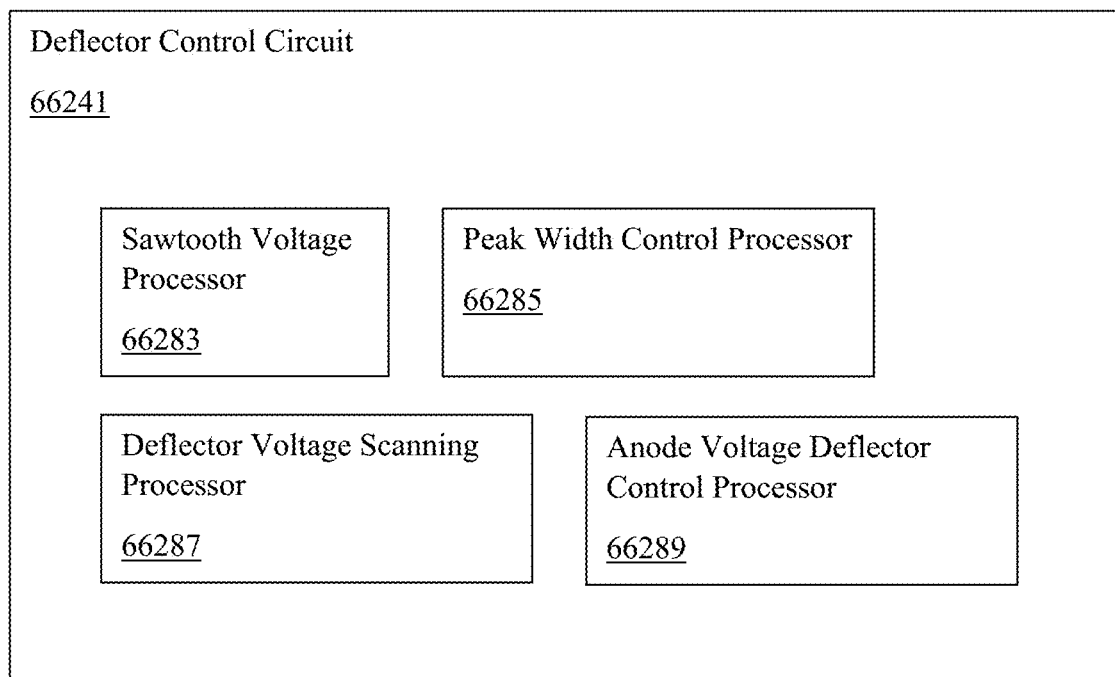 Deflector Control Circuit
66241
Sawtooth Voltage
Processor
66283
Peak Width Control Processor
66285
Deflector Voltage Scanning
Processor
66287
Anode Voltage Deflector
Control Processor
66289